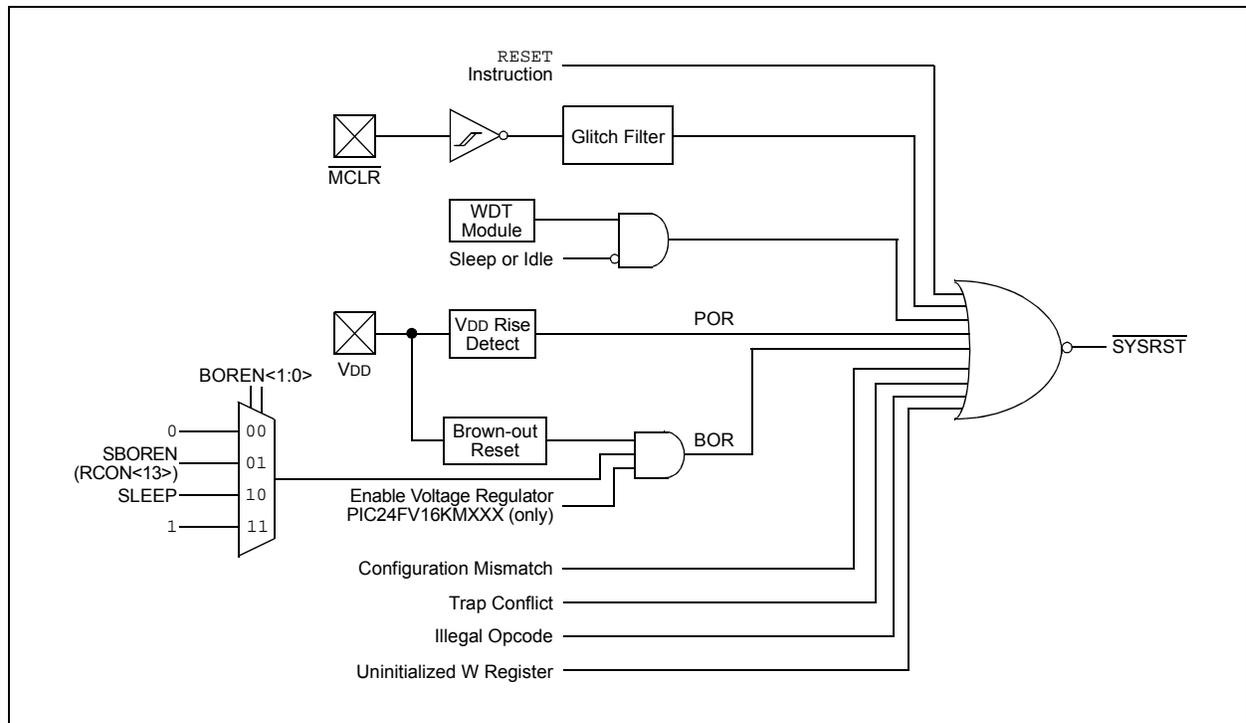 RESET
Instruction
Glitch Filter
MCLR
WDT
Module
Sleep or Idle
VDD Rise
Detect
POR
VDD
SYSRST
BOREN<1:0>
0
00
SBOREN
(RCON<13>)
01
SLEEP
10
1
11
Brown-out
Reset
BOR
Enable Voltage Regulator
PIC24FV16KMXXX (only)
Configuration Mismatch
Trap Conflict
Illegal Opcode
Uninitialized W Register